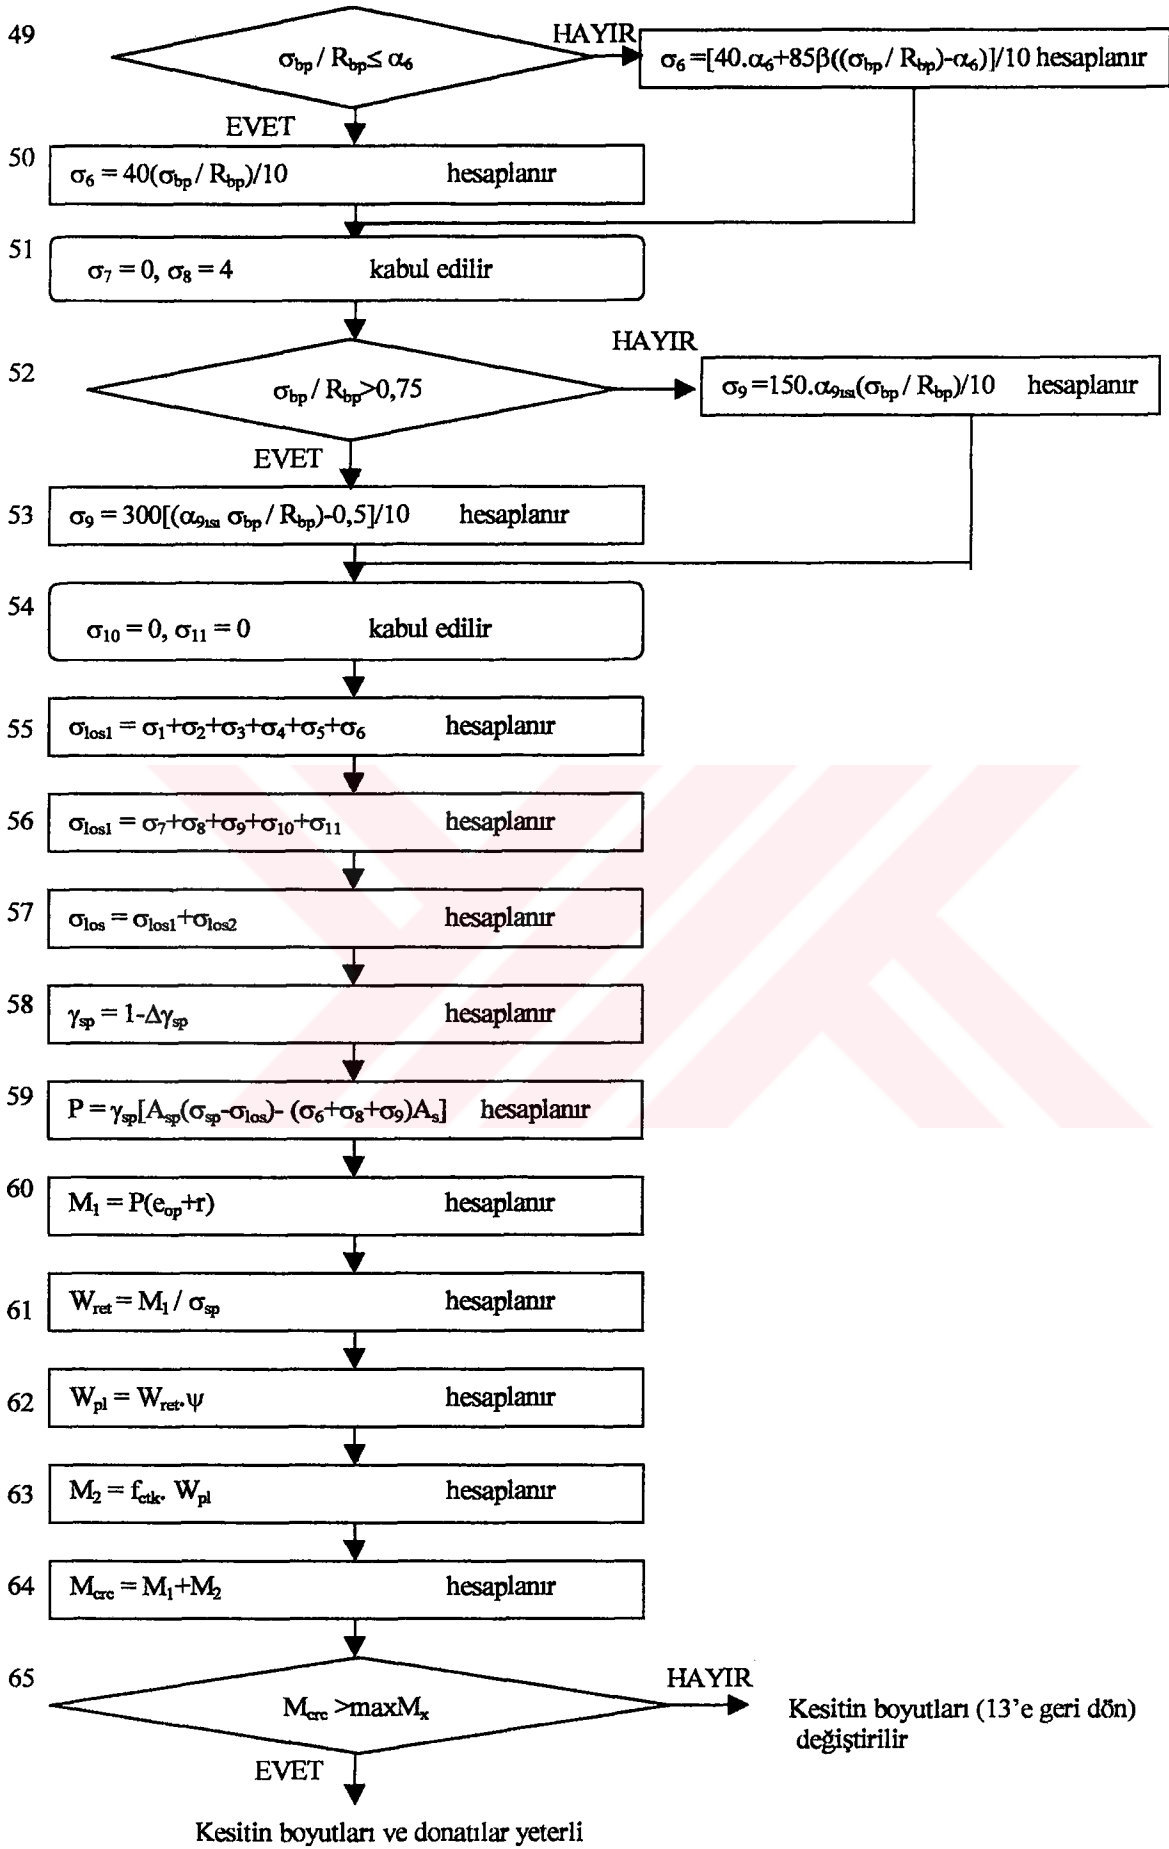 49
σbp / Rbp ≤ α6
HAYIR
σ6 =[40.α6+85β((σbp / Rbp)-α6)]/10 hesaplanır
EVET
50
σ6 = 40(σbp / Rbp)/10 hesaplanır
51
σ7 = 0, σ8 = 4 kabul edilir
HAYIR
52
σbp / Rbp>0,75
σ9 =150.α9ısı(σbp / Rbp)/10 hesaplanır
EVET
53
σ9 = 300[(α9ısı σbp / Rbp)-0,5]/10 hesaplanır
54
σ10 = 0, σ11 = 0 kabul edilir
55
σlos1 = σ1+σ2+σ3+σ4+σ5+σ6 hesaplanır
56
σlos1 = σ7+σ8+σ9+σ10+σ11 hesaplanır
57
σlos = σlos1+σlos2 hesaplanır
58
γsp = 1-Δγsp hesaplanır
59
P = γsp[Asp(σsp-σlos)- (σ6+σ8+σ9)As] hesaplanır
60
M1 = P(eop+r) hesaplanır
61
Wret = M1 / σsp hesaplanır
62
Wpl = Wret.ψ hesaplanır
63
M2 = fctk. Wpl hesaplanır
64
Mcrc = M1+M2 hesaplanır
65
Mcrc >maxMx
HAYIR
Kesitin boyutları (13’e geri dön)
değiştirilir
EVET
Kesitin boyutları ve donatılar yeterli